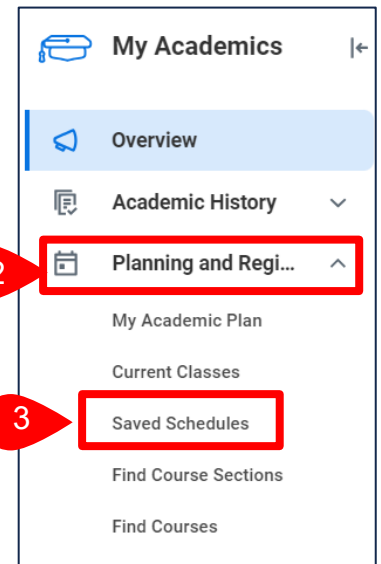 My Academics
Overview
Academic History
2
Planning and Regi...
My Academic Plan
Current Classes
3
Saved Schedules
Find Course Sections
Find Courses